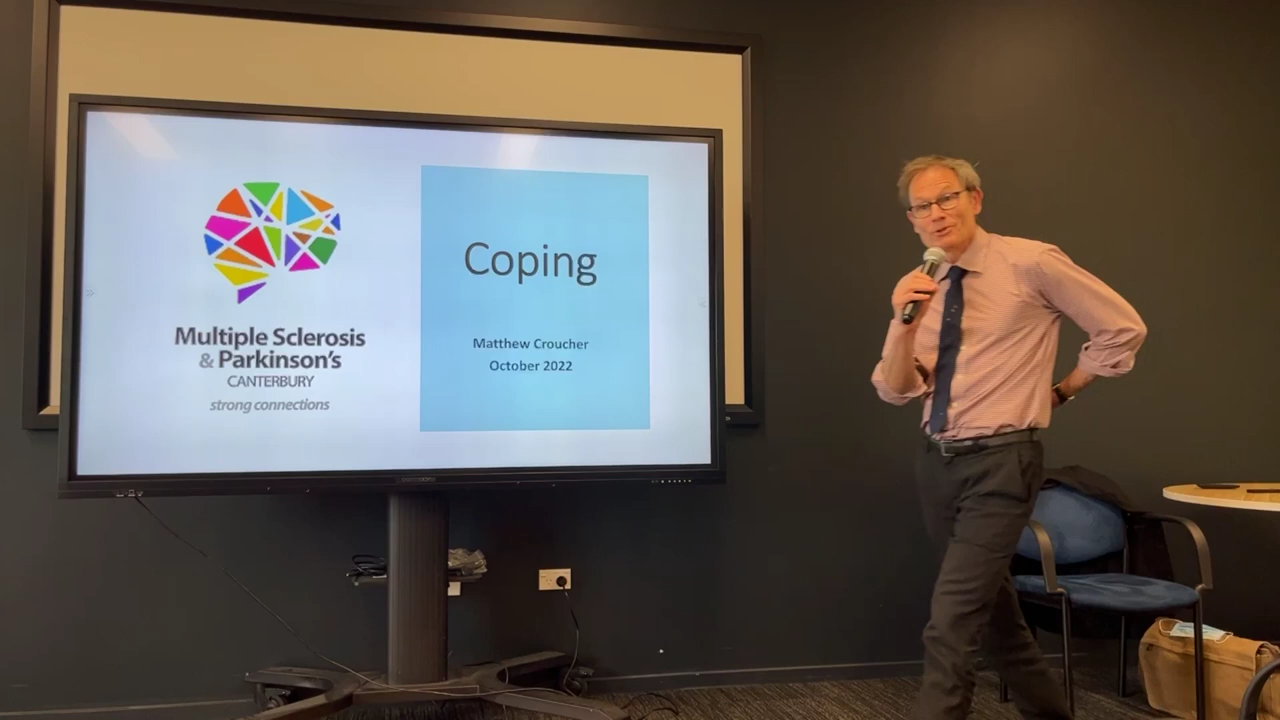 Multiple Sclerosis
& Parkinson's
CANTERBURY
strong connections
Coping
Matthew Croucher
October 2022